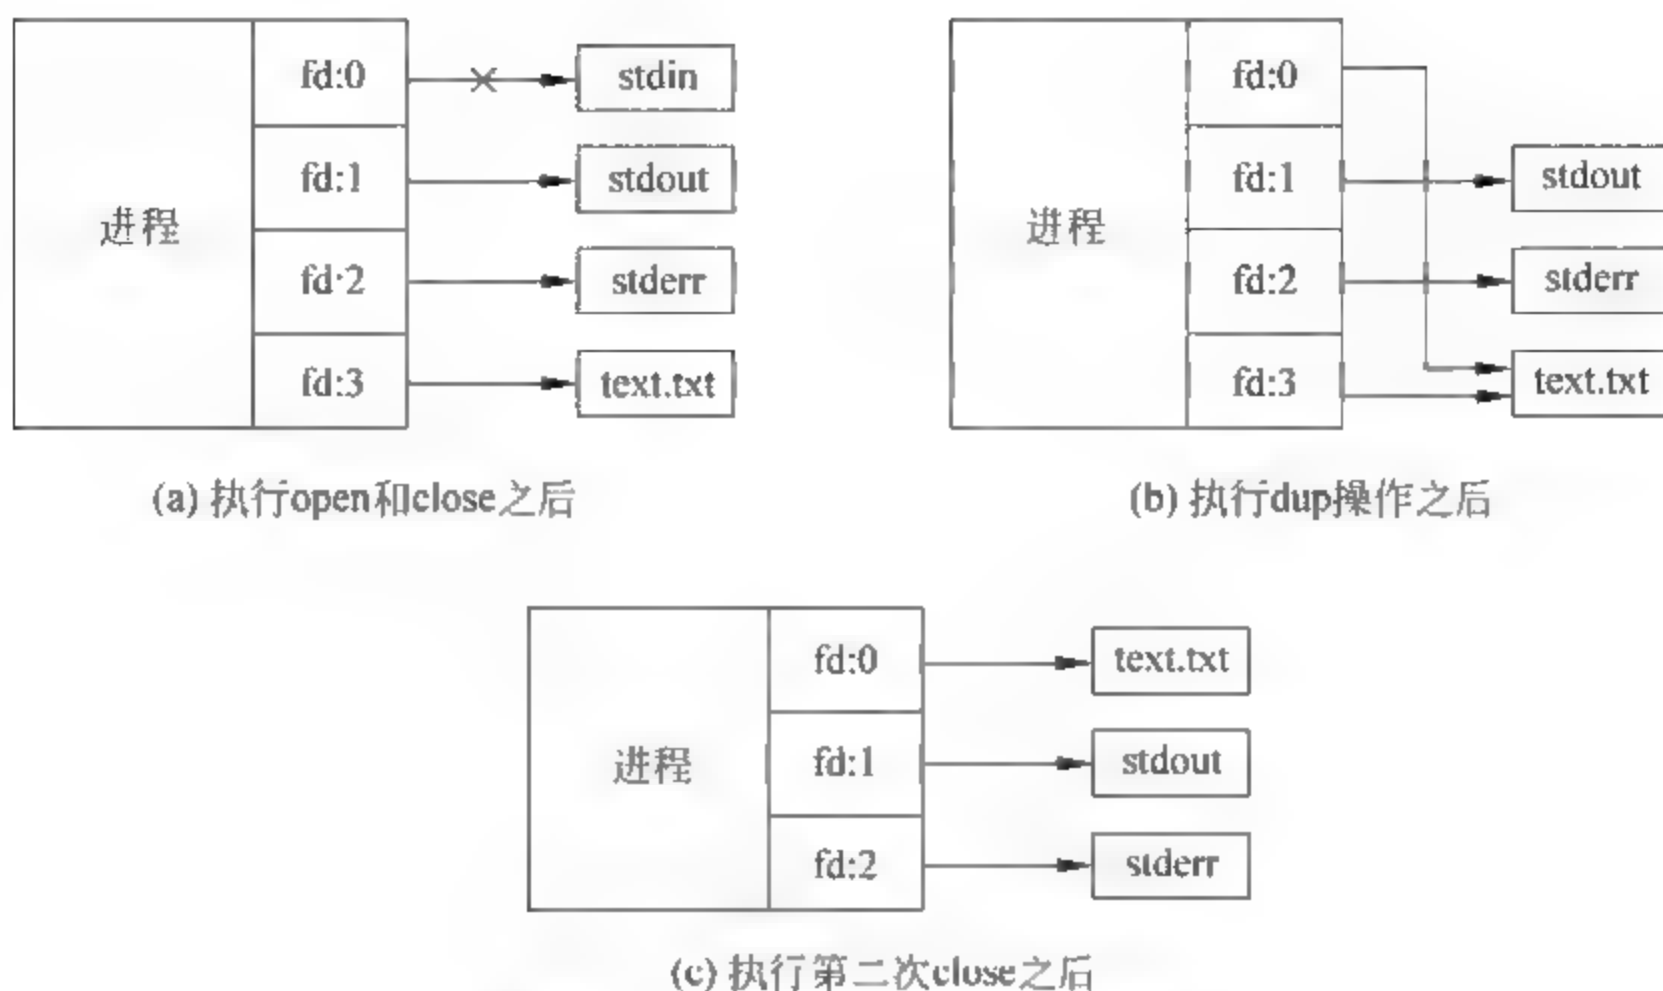 进程
fd:0
stdin
fd:1
stdout
fd:2
stderr
fd:3
text.txt
(a) 执行open和close之后
进程
fd:0
fd:1
stdout
fd:2
stderr
fd:3
text.txt
(b) 执行dup操作之后
进程
fd:0
text.txt
fd:1
stdout
fd:2
stderr
(c) 执行第二次close之后